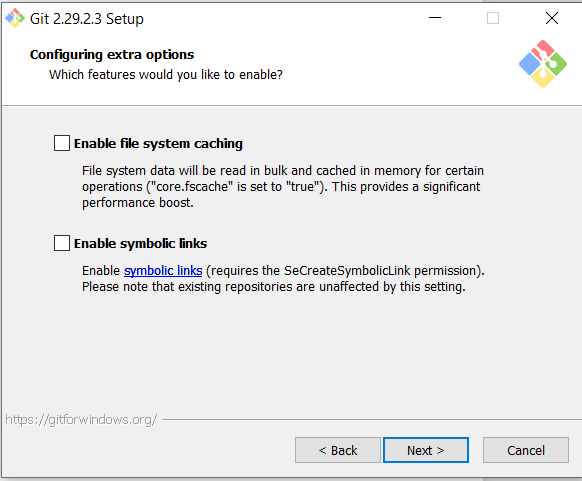 Git 2.29.2.3 Setup
Configuring extra options
Which features would you like to enable?
Enable file system caching
File system data will be read in bulk and cached in memory for certain
operations ("core.fscache" is set to "true"). This provides a significant
performance boost.
Enable symbolic links
Enable symbolic links (requires the SeCreateSymbolicLink permission).
Please note that existing repositories are unaffected by this setting.
https://gitforwindows.org/
< Back
Next >
Cancel